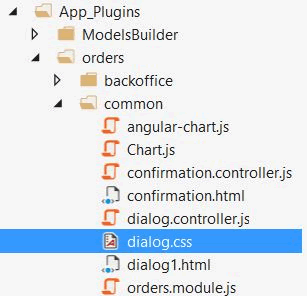 App_Plugins
ModelsBuilder
orders
backoffice
common
angular-chart.js
Chart.js
confirmation.controller.js
confirmation.html
dialog.controller.js
dialog.css
dialog1.html
orders.module.js